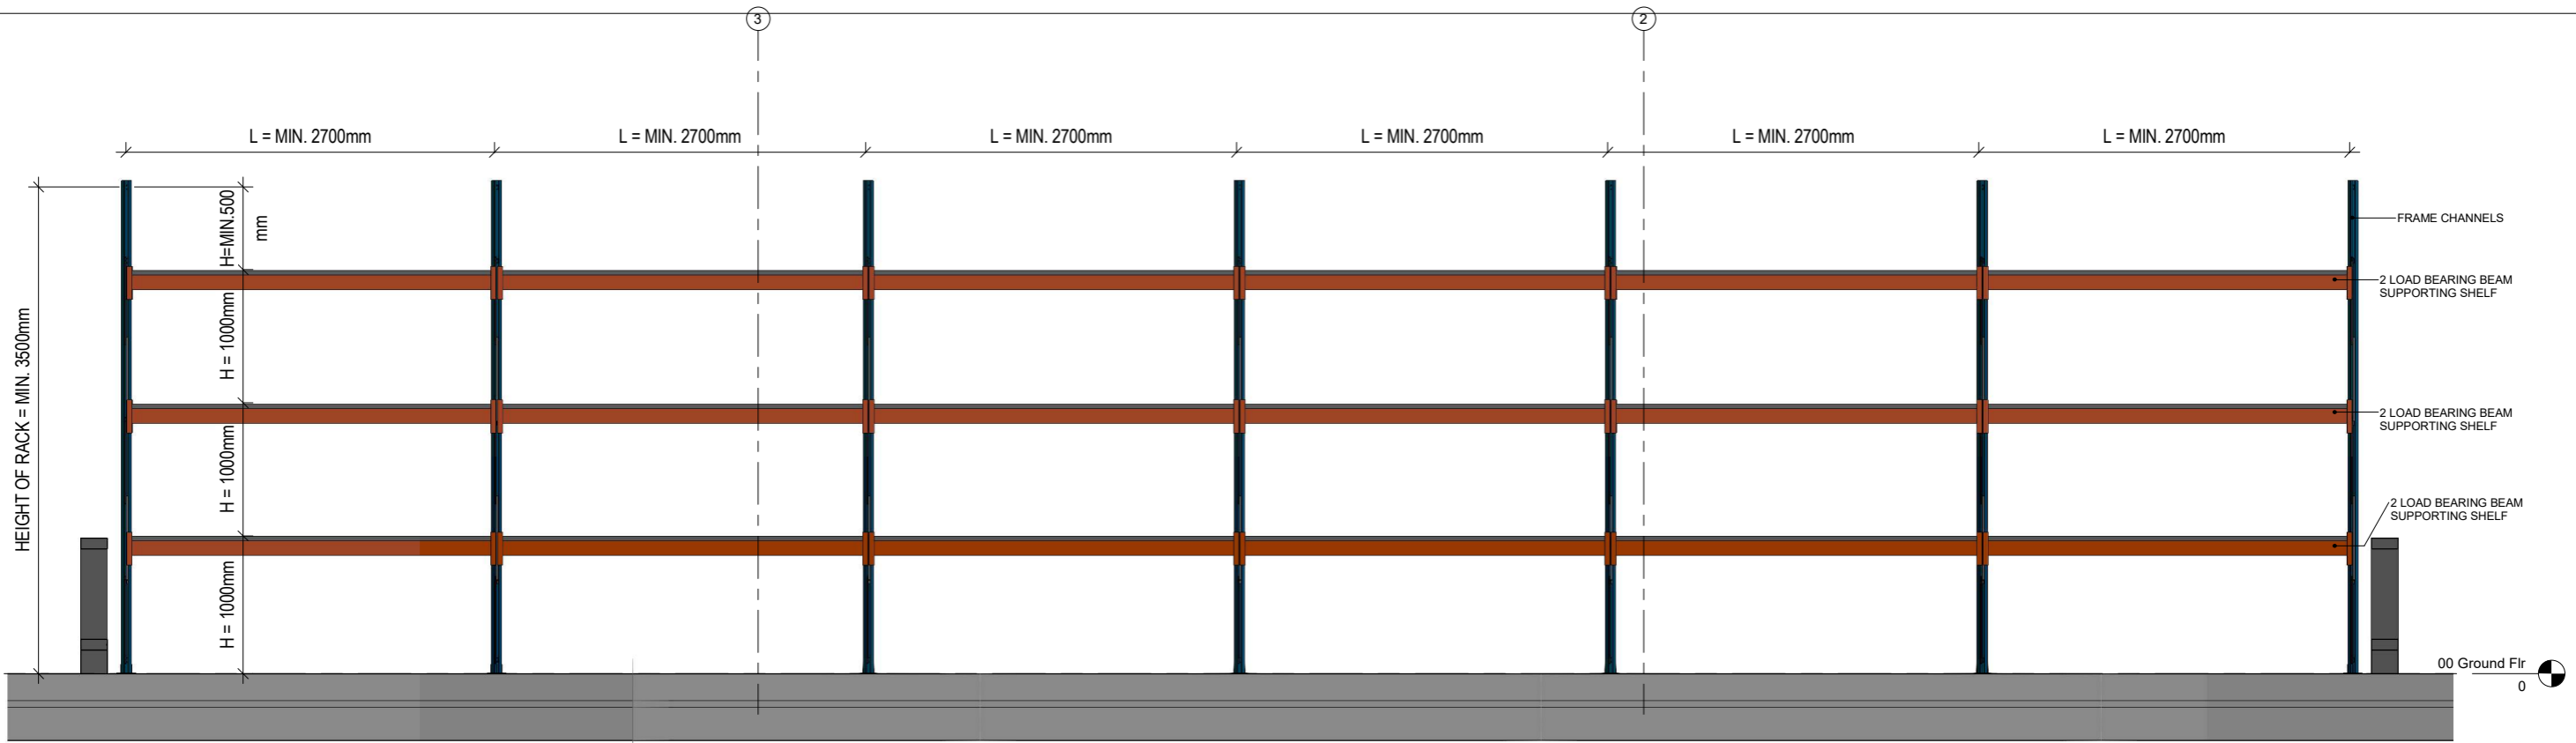 3
2
L = MIN. 2700mm
L = MIN. 2700mm
L = MIN. 2700mm
L = MIN. 2700mm
L = MIN. 2700mm
L = MIN. 2700mm
HEIGHT OF RACK = MIN. 3500mm
H=MIN.500
mm
H = 1000mm
H = 1000mm
H = 1000mm
FRAME CHANNELS
2 LOAD BEARING BEAM
SUPPORTING SHELF
2 LOAD BEARING BEAM
SUPPORTING SHELF
2 LOAD BEARING BEAM
SUPPORTING SHELF
00 Ground Flr
0